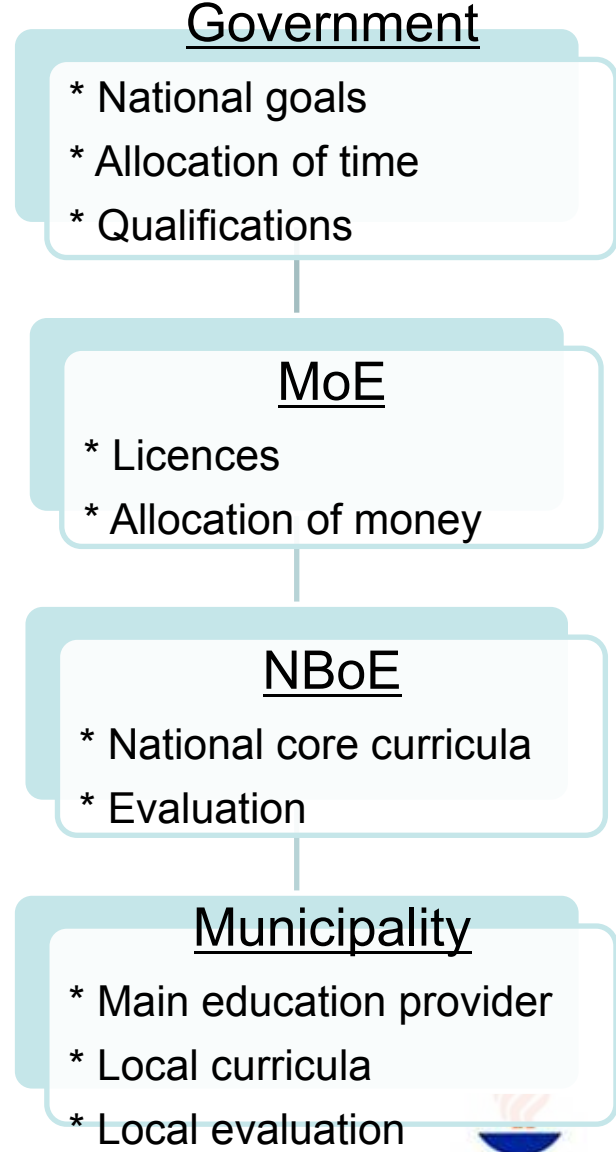 Government
* National goals
* Allocation of time
* Qualifications
MoE
* Licences
* Allocation of money
NBoE
* National core curricula
* Evaluation
Municipality
* Main education provider
* Local curricula
* Local evaluation